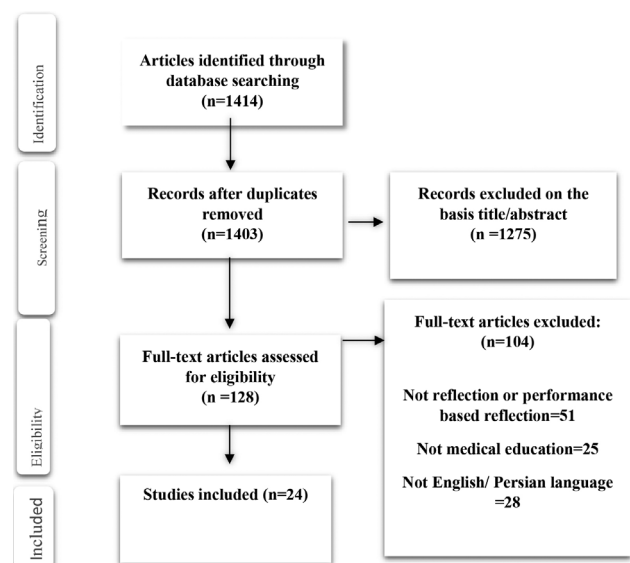 Identification
Articles identified through
database searching
(n=1414)
Screening
Records after duplicates
removed
(n=1403)
Records excluded on the
basis title/abstract
(n =1275)
Eligibility
Full-text articles assessed
for eligibility
(n =128)
Full-text articles excluded:
(n=104)
Not reflection or performance
based reflection=51
Not medical education=25
Not English/ Persian language
=28
Included
Studies included (n=24)